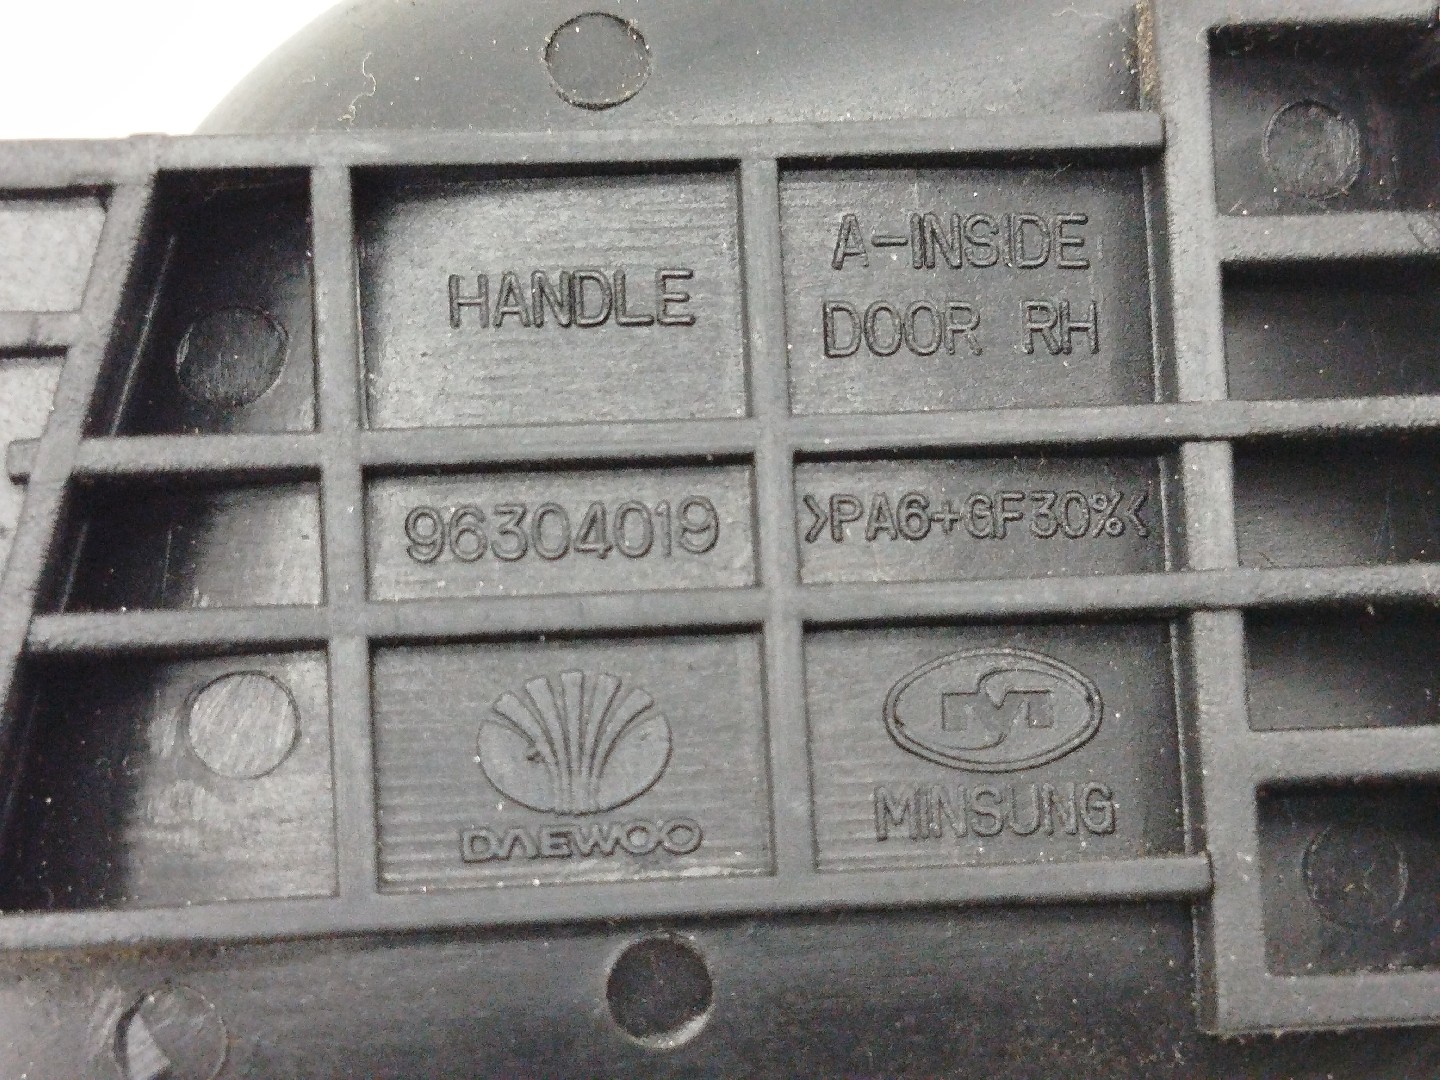 HANDLE
A-INSIDE
DOOR RH
96304019
>PA6+GF30%<
DAEWOO
MINSUNG